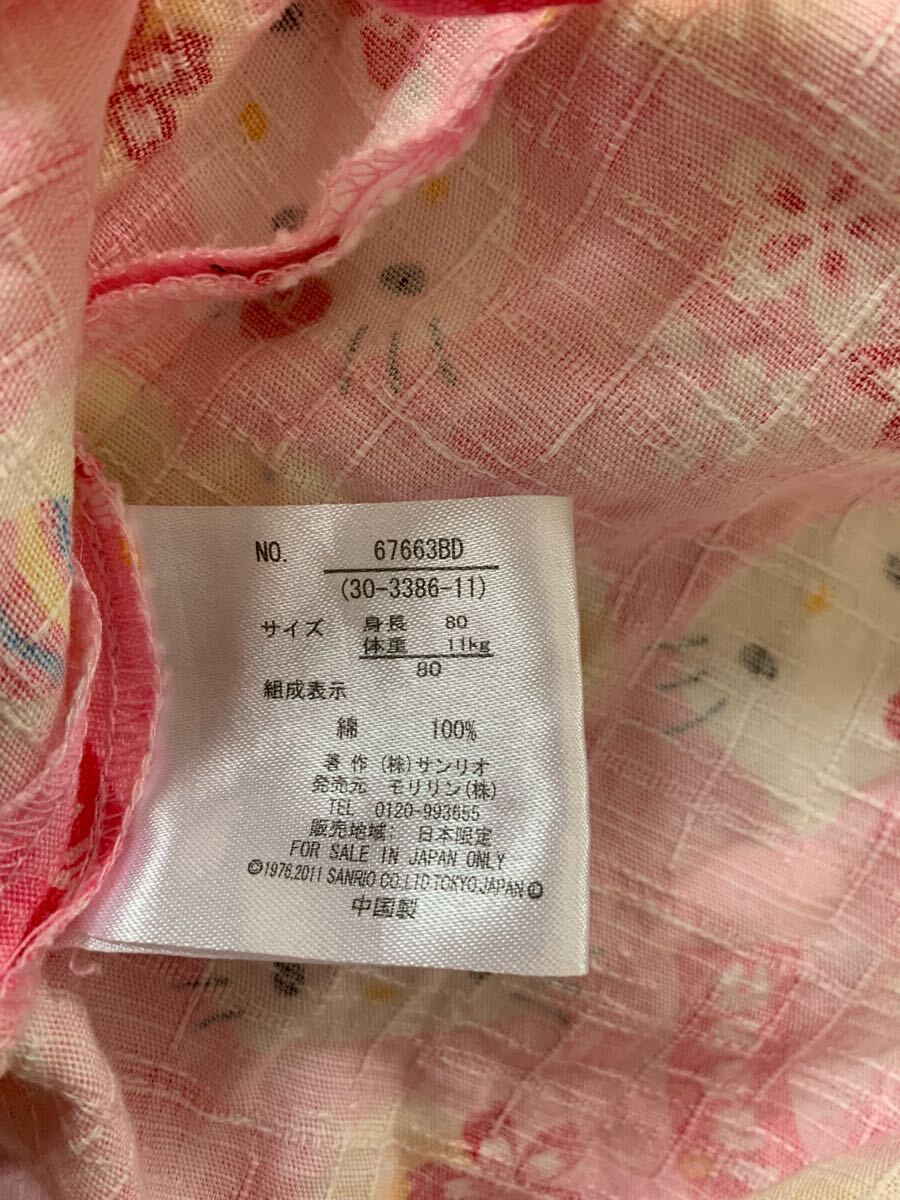 NO. 67663BD
(30-3386-11)
サイズ 身長 80
体重 11kg
80
組成表示
綿 100%
著作 (株)サンリオ
発売元 モリリン(株)
TEL 0120-993655
販売地域: 日本限定
FOR SALE IN JAPAN ONLY
©1976,2011 SANRIO CO.,LTD TOKYO,JAPAN
中国製